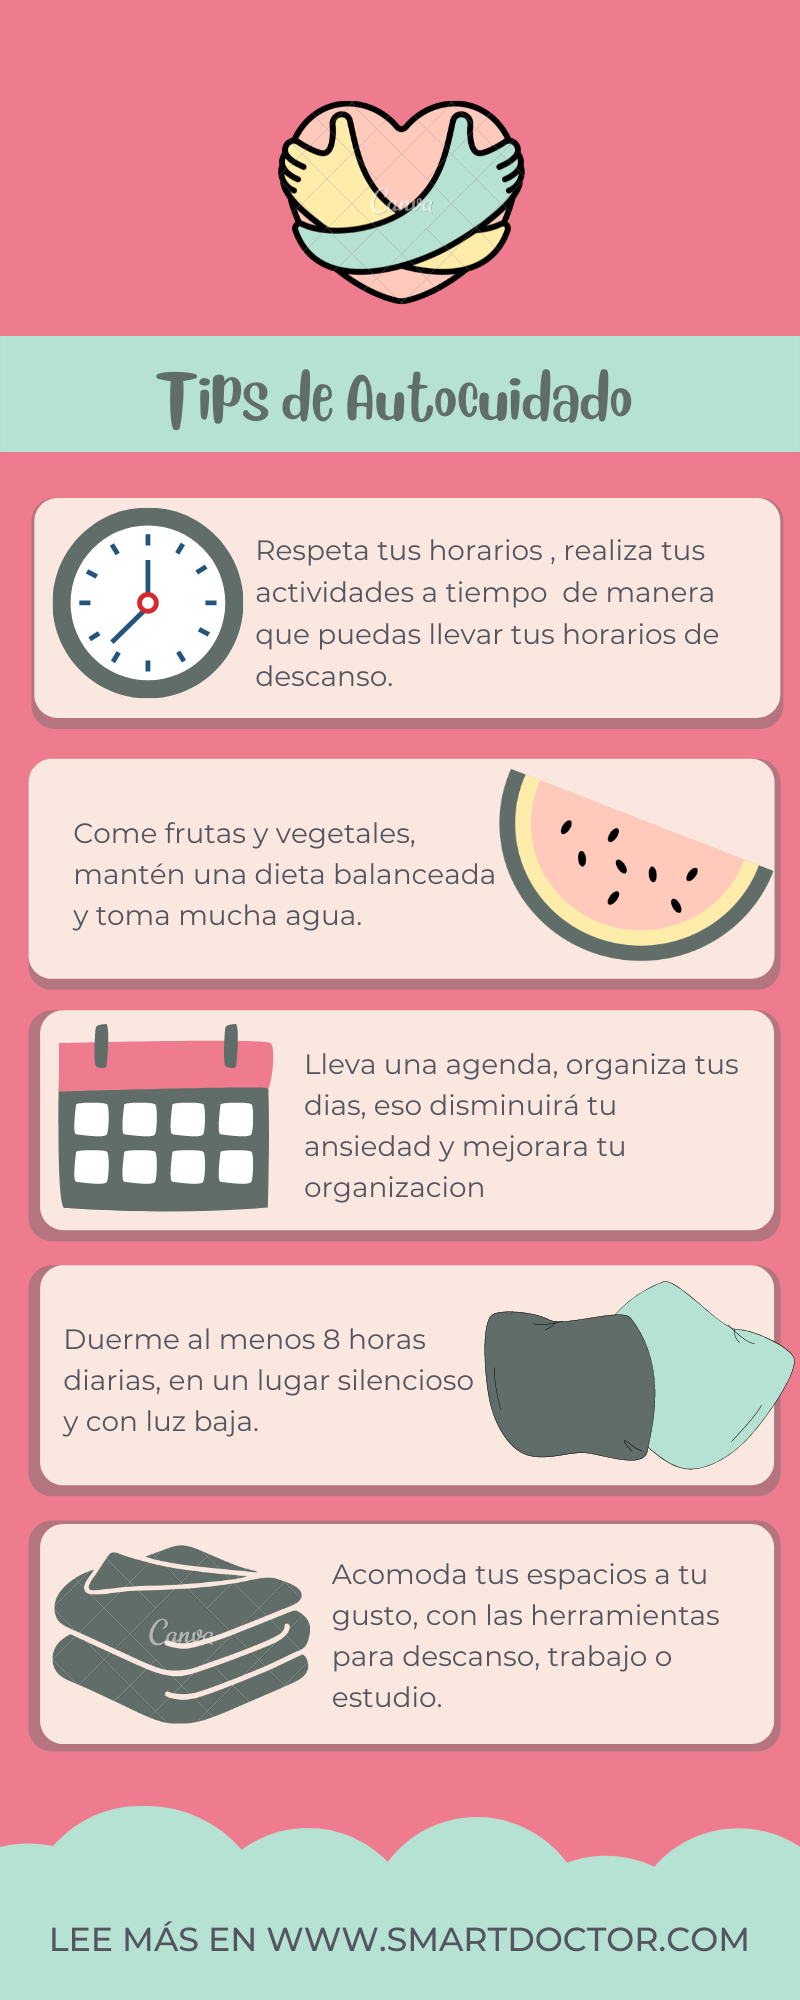 Canva
Tips de Autocuidado
Respeta tus horarios , realiza tus
actividades a tiempo  de manera
que puedas llevar tus horarios de
descanso.
Come frutas y vegetales,
mantén una dieta balanceada
y toma mucha agua.
Lleva una agenda, organiza tus
dias, eso disminuirá tu
ansiedad y mejorara tu
organizacion
Duerme al menos 8 horas
diarias, en un lugar silencioso
y con luz baja.
Canva
Acomoda tus espacios a tu
gusto, con las herramientas
para descanso, trabajo o
estudio.
LEE MÁS EN WWW.SMARTDOCTOR.COM